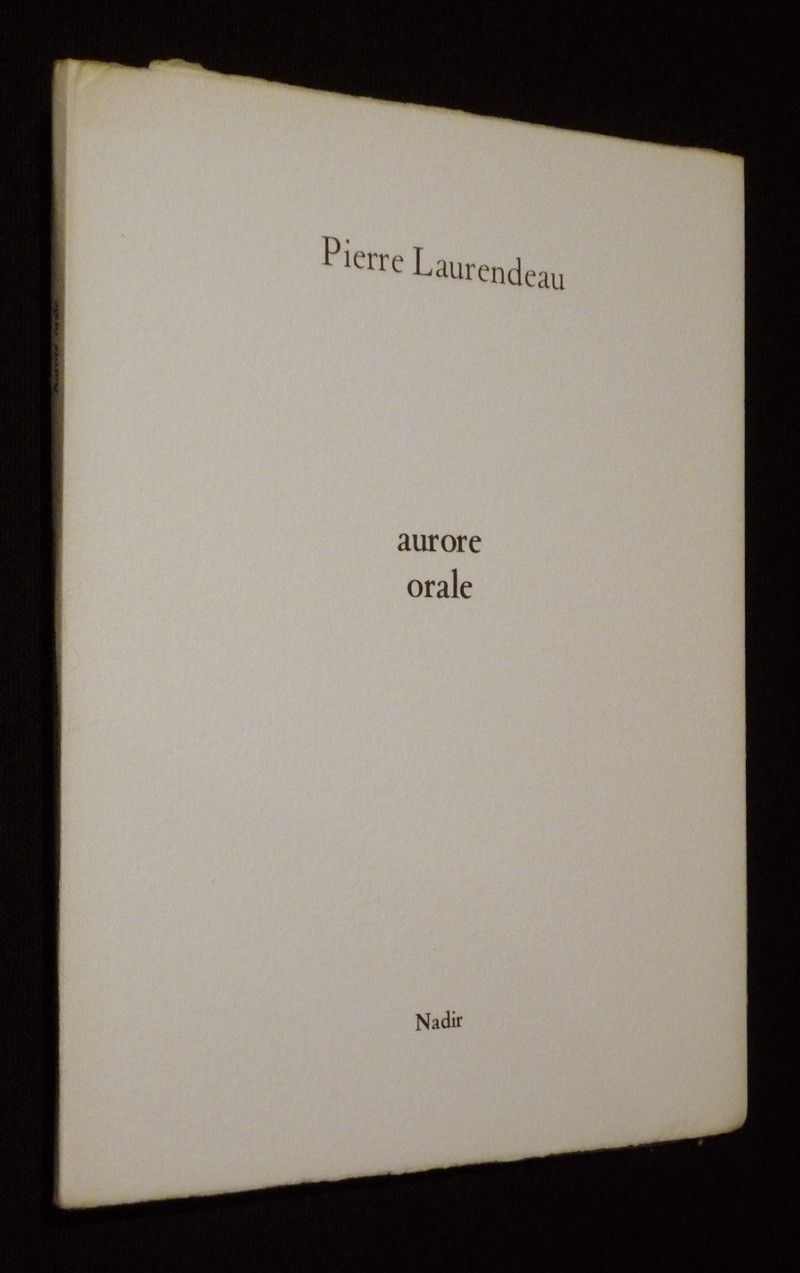 Pierre Laurendeau
aurore
orale
Nadir